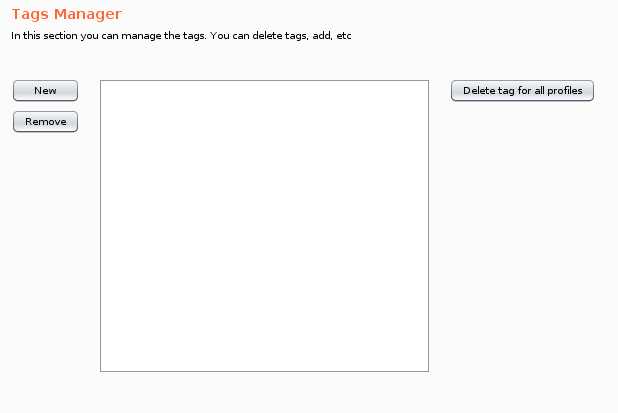 Tags Manager
In this section you can manage the tags. You can delete tags, add, etc
New
Delete tag for all profiles
Remove